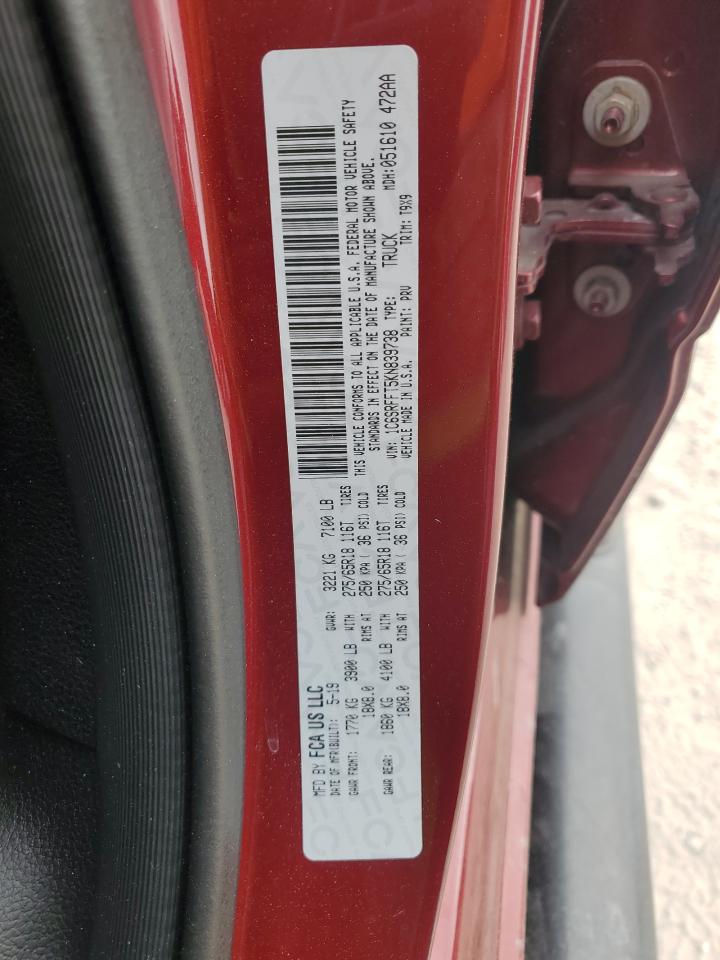 MFD BY FCA US LLC
DATE OF MFR(BUILT): 5-19 GVWR: 3221 KG 7100 LB
GAWR FRONT: 1770 KG 3900 LB WITH 275/65R18 116T TIRES
18X8.0 RIMS AT 250 KPA ( 36 PSI) COLD
GAWR REAR: 1860 KG 4100 LB WITH 275/65R18 116T TIRES
18X8.0 RIMS AT 250 KPA ( 36 PSI) COLD
THIS VEHICLE CONFORMS TO ALL APPLICABLE U.S.A. FEDERAL MOTOR VEHICLE SAFETY
STANDARDS IN EFFECT ON THE DATE OF MANUFACTURE SHOWN ABOVE.
VIN: 1C6SRFFT5KN839738 TYPE: TRUCK MDH: 051610 472AA
VEHICLE MADE IN U.S.A. PAINT: PRV TRIM: T9X9